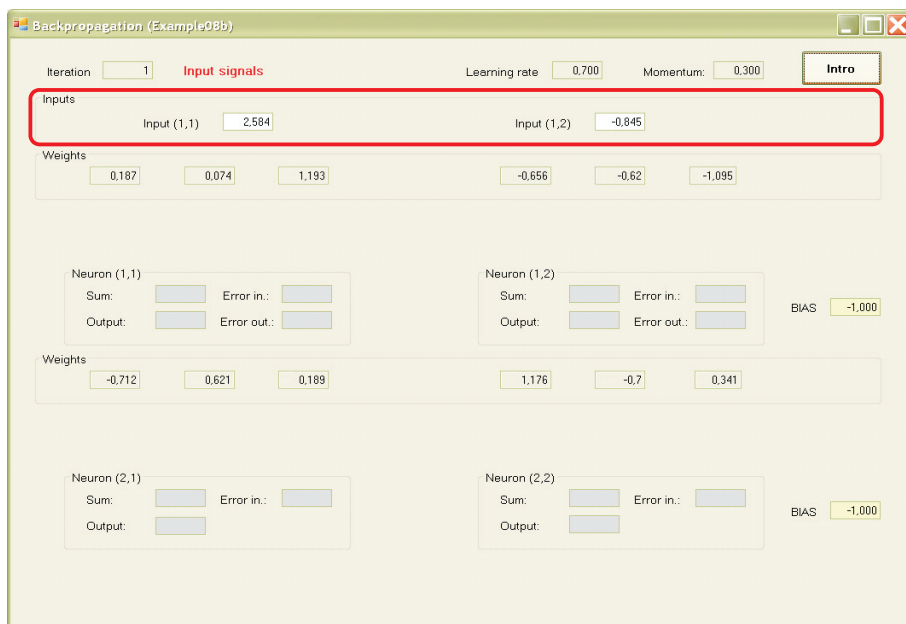 Backpropagation (Example08b)
Iteration 1 Input signals Learning rate 0,700 Momentum: 0,300 Intro
Inputs
Input (1,1) 2,584 Input (1,2) -0,845
Weights
0,187 0,074 1,193 -0,656 -0,62 -1,095
Neuron (1,1) Neuron (1,2)
Sum: Error in.: Sum: Error in.:
BIAS -1,000
Output: Error out.: Output: Error out.:
Weights
-0,712 0,621 0,189 1,176 -0,7 0,341
Neuron (2,1) Neuron (2,2)
Sum: Error in.: Sum: Error in.:
BIAS -1,000
Output: Output: